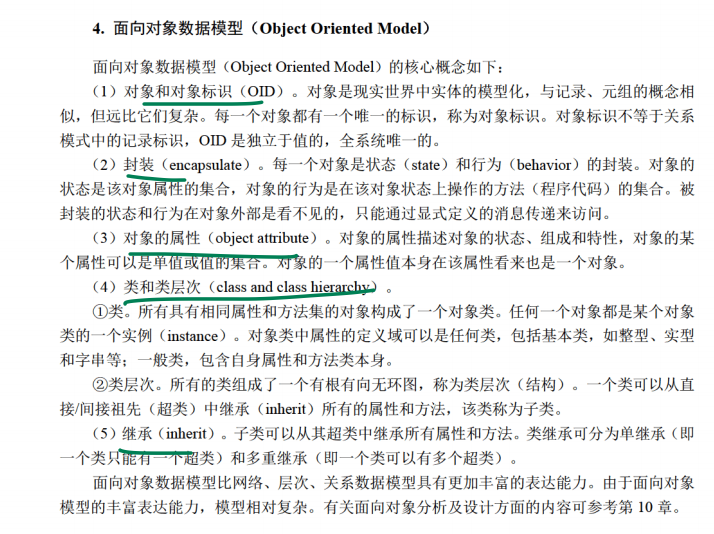 4. 面向对象数据模型（Object Oriented Model）
面向对象数据模型（Object Oriented Model）的核心概念如下：
（1）对象和对象标识（OID）。对象是现实世界中实体的模型化，与记录、元组的概念相
似，但远比它们复杂。每一个对象都有一个唯一的标识，称为对象标识。对象标识不等于关系
模式中的记录标识，OID 是独立于值的，全系统唯一的。
（2）封装（encapsulate）。每一个对象是状态（state）和行为（behavior）的封装。对象的
状态是该对象属性的集合，对象的行为是在该对象状态上操作的方法（程序代码）的集合。被
封装的状态和行为在对象外部是看不见的，只能通过显式定义的消息传递来访问。
（3）对象的属性（object attribute）。对象的属性描述对象的状态、组成和特性，对象的某
个属性可以是单值或值的集合。对象的一个属性值本身在该属性看来也是一个对象。
（4）类和类层次（class and class hierarchy）。
①类。所有具有相同属性和方法集的对象构成了一个对象类。任何一个对象都是某个对象
类的一个实例（instance）。对象类中属性的定义域可以是任何类，包括基本类，如整型、实型
和字串等；一般类，包含自身属性和方法类本身。
②类层次。所有的类组成了一个有根有向无环图，称为类层次（结构）。一个类可以从直
接/间接祖先（超类）中继承（inherit）所有的属性和方法，该类称为子类。
（5）继承（inherit）。子类可以从其超类中继承所有属性和方法。类继承可分为单继承（即
一个类只能有一个超类）和多重继承（即一个类可以有多个超类）。
面向对象数据模型比网络、层次、关系数据模型具有更加丰富的表达能力。由于面向对象
模型的丰富表达能力，模型相对复杂。有关面向对象分析及设计方面的内容可参考第 10 章。